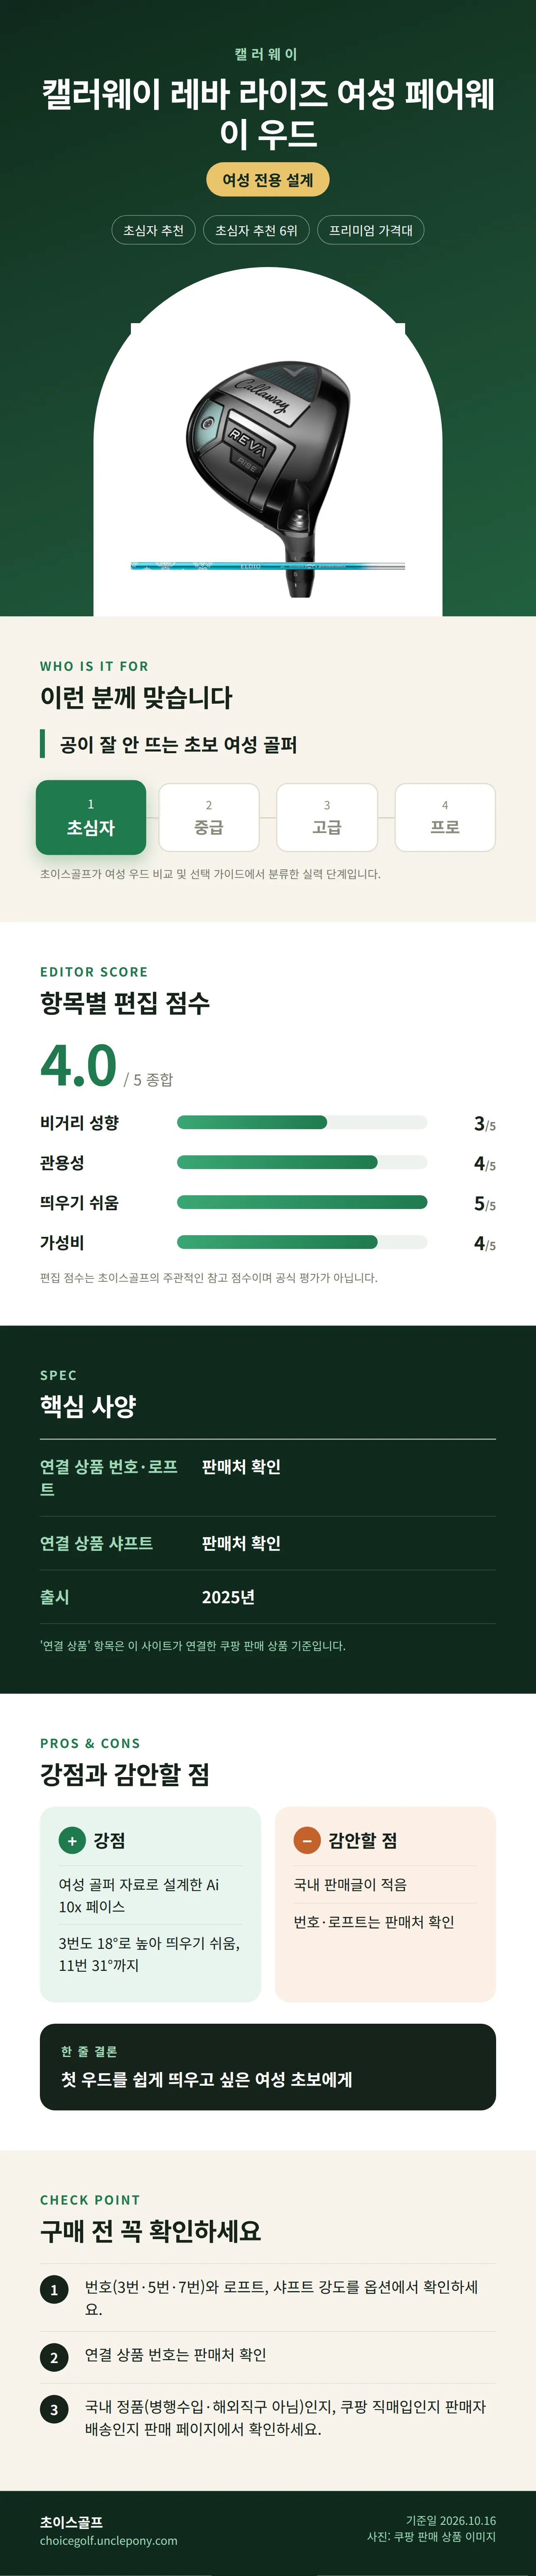 캘러웨이
캘러웨이 레바 라이즈 여성 페어웨
이 우드
여성 전용 설계
초심자 추천
초심자 추천 6위
프리미엄 가격대
Callaway
REVA
RISE
WHO IS IT FOR
이런 분께 맞습니다
공이 잘 안 뜨는 초보 여성 골퍼
1
초심자
2
중급
3
고급
4
프로
초이스골프가 여성 우드 비교 및 선택 가이드에서 분류한 실력 단계입니다.
EDITOR SCORE
항목별 편집 점수
4.0 / 5 종합
비거리 성향 3/5
관용성 4/5
띄우기 쉬움 5/5
가성비 4/5
편집 점수는 초이스골프의 주관적인 참고 점수이며 공식 평가가 아닙니다.
SPEC
핵심 사양
연결 상품 번호·로프
트
판매처 확인
연결 상품 샤프트 판매처 확인
출시 2025년
'연결 상품' 항목은 이 사이트가 연결한 쿠팡 판매 상품 기준입니다.
PROS & CONS
강점과 감안할 점
+ 강점
여성 골퍼 자료로 설계한 Ai
10x 페이스
3번도 18°로 높아 띄우기 쉬움,
11번 31°까지
− 감안할 점
국내 판매글이 적음
번호·로프트는 판매처 확인
한 줄 결론
첫 우드를 쉽게 띄우고 싶은 여성 초보에게
CHECK POINT
구매 전 꼭 확인하세요
1 번호(3번·5번·7번)와 로프트, 샤프트 강도를 옵션에서 확인하세
요.
2 연결 상품 번호는 판매처 확인
3 국내 정품(병행수입·해외직구 아님)인지, 쿠팡 직매입인지 판매자
배송인지 판매 페이지에서 확인하세요.
초이스골프
choicegolf.unclepony.com
기준일 2026.10.16
사진: 쿠팡 판매 상품 이미지